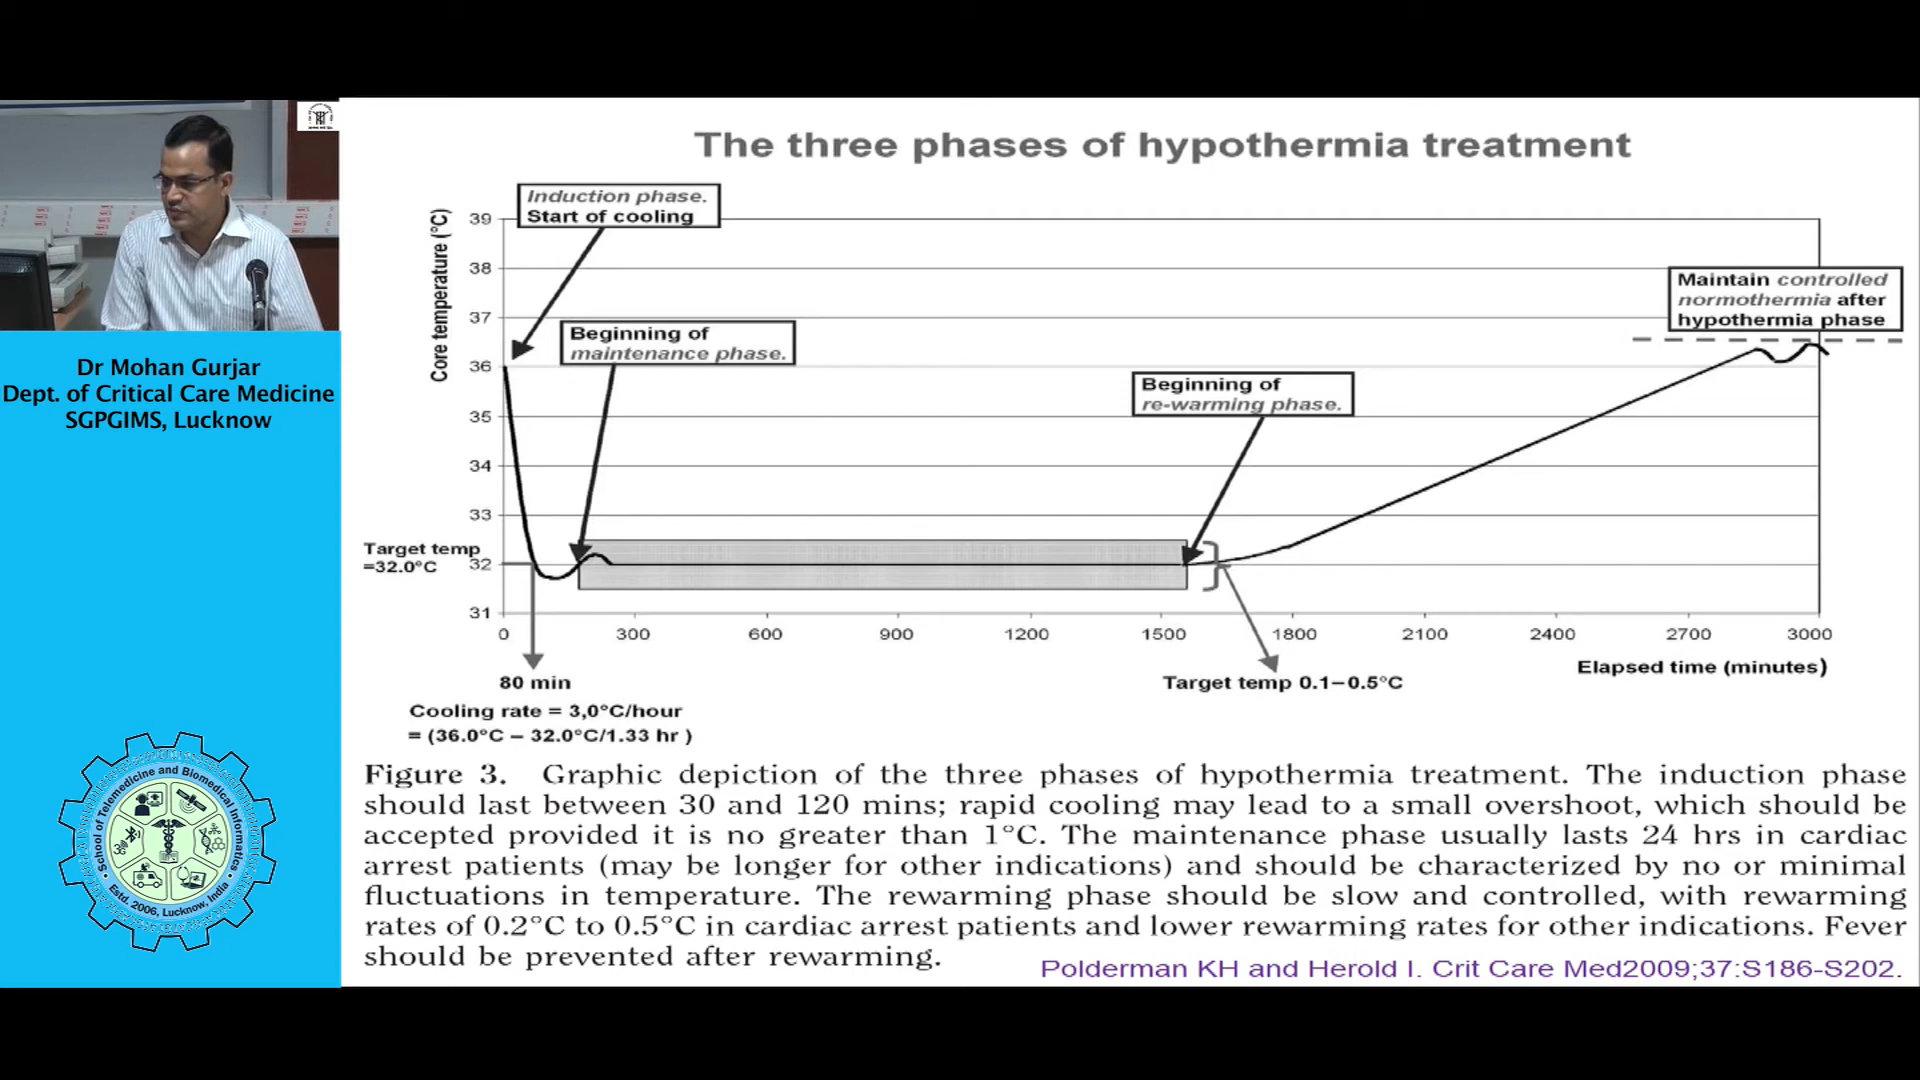 The three phases of hypothermia treatment
Induction phase.
Start of cooling
Core temperature (°C)
39
38
37
36
35
34
33
32
31
Beginning of
maintenance phase.
Beginning of
re-warming phase.
Maintain controlled
normothermia after
hypothermia phase
Target temp
=32.0°C
0 300 600 900 1200 1500 1800 2100 2400 2700 3000
Elapsed time (minutes)
80 min
Target temp 0.1–0.5°C
Cooling rate = 3,0°C/hour
= (36.0°C – 32.0°C/1.33 hr )
Figure 3. Graphic depiction of the three phases of hypothermia treatment. The induction phase
should last between 30 and 120 mins; rapid cooling may lead to a small overshoot, which should be
accepted provided it is no greater than 1°C. The maintenance phase usually lasts 24 hrs in cardiac
arrest patients (may be longer for other indications) and should be characterized by no or minimal
fluctuations in temperature. The rewarming phase should be slow and controlled, with rewarming
rates of 0.2°C to 0.5°C in cardiac arrest patients and lower rewarming rates for other indications. Fever
should be prevented after rewarming.
Polderman KH and Herold I. Crit Care Med2009;37:S186-S202.
Dr Mohan Gurjar
Dept. of Critical Care Medicine
SGPGIMS, Lucknow
School of Telemedicine and Biomedical Informatics
Estd. 2006, Lucknow, India